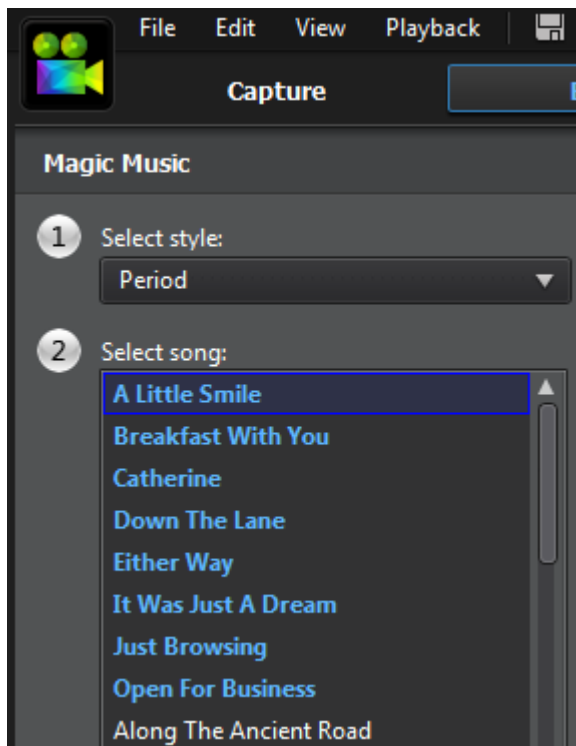 File Edit View Playback
Capture
Magic Music
1 Select style:
Period
2 Select song:
A Little Smile
Breakfast With You
Catherine
Down The Lane
Either Way
It Was Just A Dream
Just Browsing
Open For Business
Along The Ancient Road